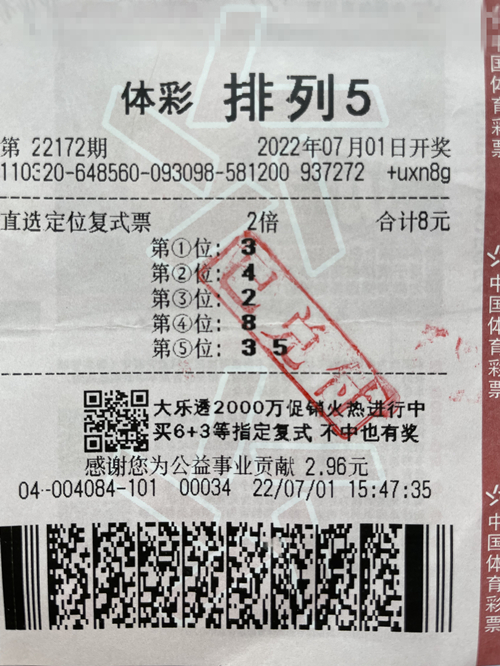 体彩 排列5
第 22172期 2022年07月01日开奖
110320-648560-093098-581200 937272 +uxn8g
直选定位复式票 2倍 合计8元
第①位: 3
第②位: 4
第③位: 2
第④位: 8
第⑤位: 3 5
已兑付
大乐透2000万促销火热进行中
买6+3等指定复式 不中也有奖
感谢您为公益事业贡献 2.96元
04-004084-101 00034 22/07/01 15:47:35
国体育彩票
中国体育彩票
中国体育彩票